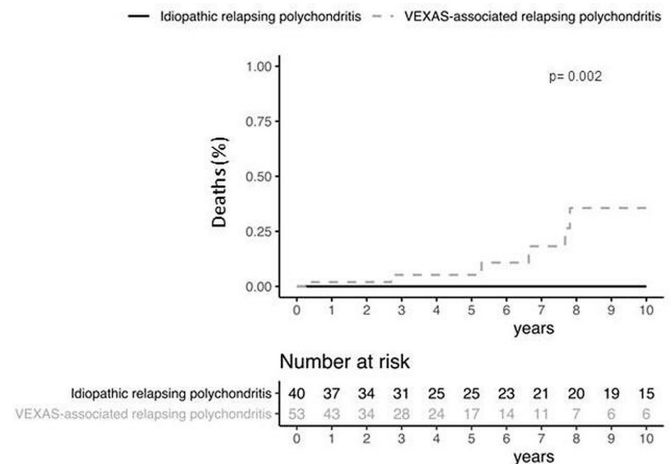 Idiopathic relapsing polychondritis VEXAS-associated relapsing polychondritis
p= 0.002
Deaths (%)
1.00
0.75
0.50
0.25
0.00
0 1 2 3 4 5 6 7 8 9 10
years
Number at risk
Idiopathic relapsing polychondritis 40 37 34 31 25 25 23 21 20 19 15
VEXAS-associated relapsing polychondritis 53 43 34 28 24 17 14 11 7 6 6
0 1 2 3 4 5 6 7 8 9 10
years